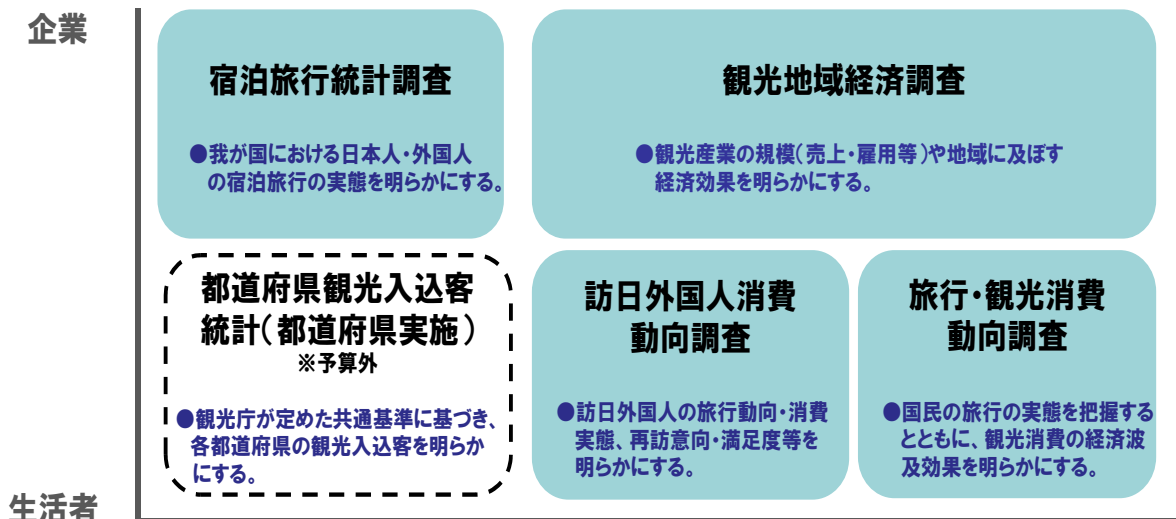 企業
宿泊旅行統計調査
●我が国における日本人・外国人
の宿泊旅行の実態を明らかにする。
観光地域経済調査
●観光産業の規模（売上・雇用等）や地域に及ぼす
経済効果を明らかにする。
都道府県観光入込客
統計（都道府県実施）
※予算外
●観光庁が定めた共通基準に基づき、
各都道府県の観光入込客を明らか
にする。
訪日外国人消費
動向調査
●訪日外国人の旅行動向・消費
実態、再訪意向・満足度等を
明らかにする。
旅行・観光消費
動向調査
●国民の旅行の実態を把握する
とともに、観光消費の経済波
及効果を明らかにする。
生活者